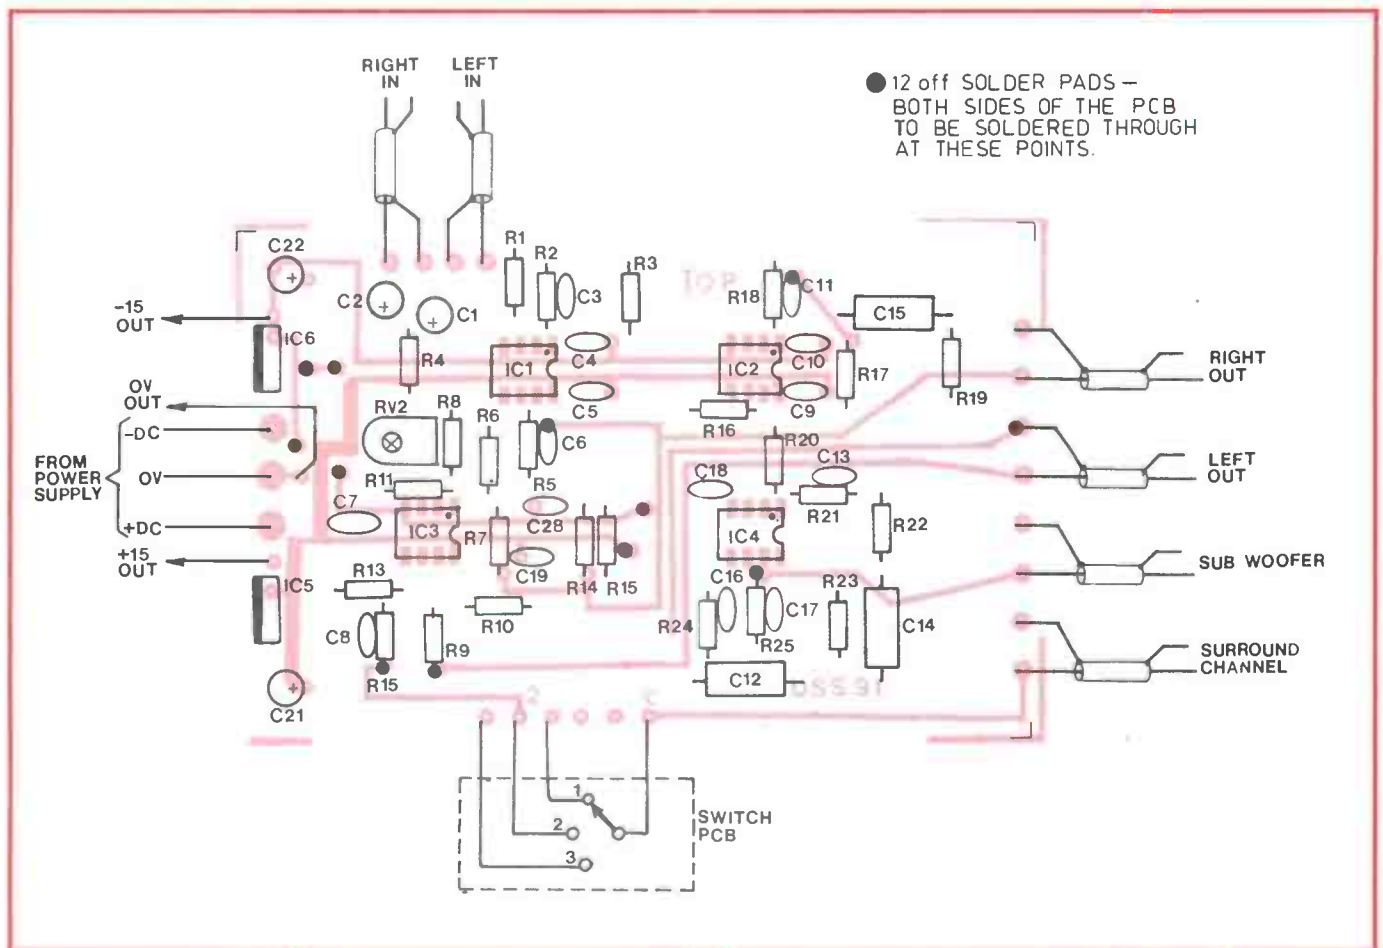 RIGHT
IN
LEFT
IN
12 off SOLDER PADS –
BOTH SIDES OF THE PCB
TO BE SOLDERED THROUGH
AT THESE POINTS.
C22
R1
R2
R3
C3
C2
C1
TOP
R18
C11
C15
-15
OUT
IC6
R4
IC1
C4
IC2
C10
R17
R19
RIGHT
OUT
0V
OUT
-DC
RV2
R8
R6
C5
C9
R16
C6
R20
FROM
POWER
SUPPLY
0V
R11
R5
C18
C13
LEFT
OUT
C7
+DC
IC3
R7
C28
R21
R22
IC4
+15
OUT
C19
R14
R15
SUB WOOFER
IC5
R13
R10
C16
R23
C8
R9
R24
C17
R25
C14
R15
C12
SURROUND
CHANNEL
C21
DSS 91
2
C
1
2
3
SWITCH
PCB
+
+
+
+